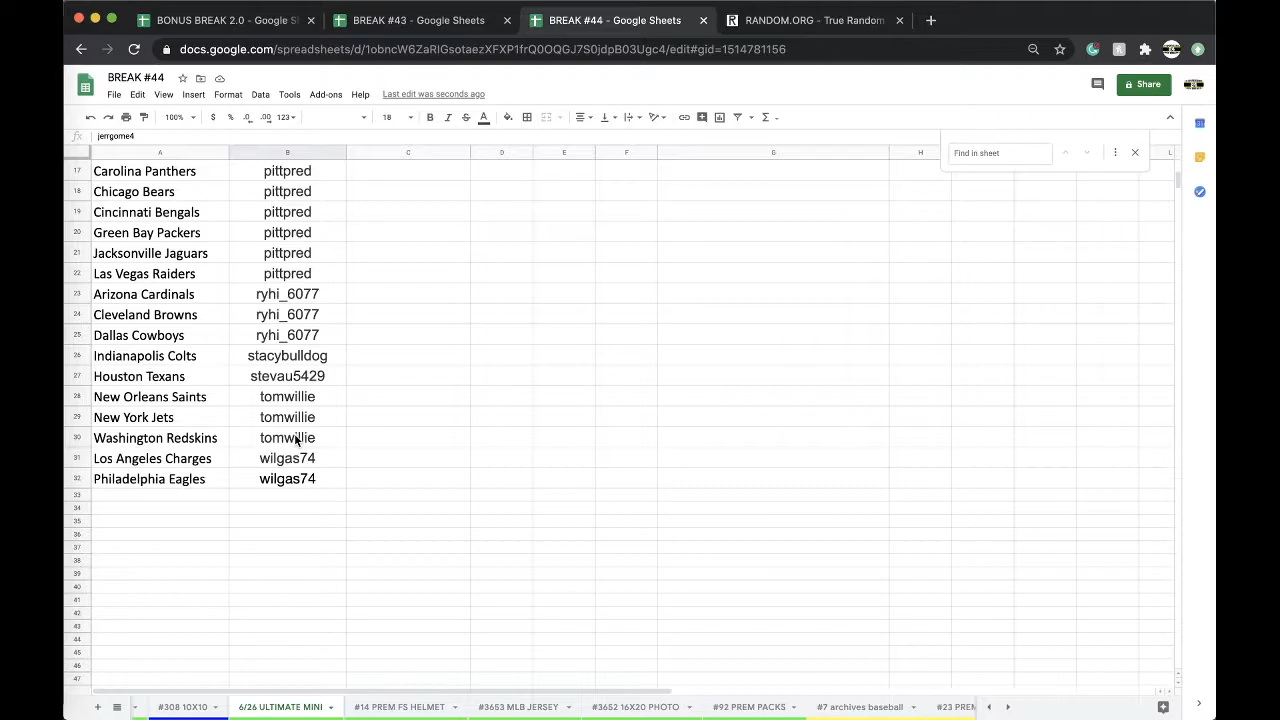 BONUS BREAK 2.0 - Google S
BREAK #43 - Google Sheets
BREAK #44 - Google Sheets
RANDOM.ORG - True Random
docs.google.com/spreadsheets/d/1obncW6ZaRIGsotaezXFXP1frQ0OQGJ7S0jdpB03Ugc4/edit#gid=1514781156
BREAK #44
File Edit View Insert Format Data Tools Add-ons Help Last edit was seconds ago
Share
100% $ % .0 .00 123 18 B I S A
fx jerrgome4
Find in sheet
A B C D E F G H L
17 Carolina Panthers pittpred
18 Chicago Bears pittpred
19 Cincinnati Bengals pittpred
20 Green Bay Packers pittpred
21 Jacksonville Jaguars pittpred
22 Las Vegas Raiders pittpred
23 Arizona Cardinals ryhi_6077
24 Cleveland Browns ryhi_6077
25 Dallas Cowboys ryhi_6077
26 Indianapolis Colts stacybulldog
27 Houston Texans stevau5429
28 New Orleans Saints tomwillie
29 New York Jets tomwillie
30 Washington Redskins tomwillie
31 Los Angeles Charges wilgas74
32 Philadelphia Eagles wilgas74
33
34
35
36
37
38
39
40
41
42
43
44
45
46
47
#308 10X10
6/26 ULTIMATE MINI
#14 PREM FS HELMET
#3653 MLB JERSEY
#3652 16X20 PHOTO
#92 PREM PACKS
#7 archives baseball
#23 PREM